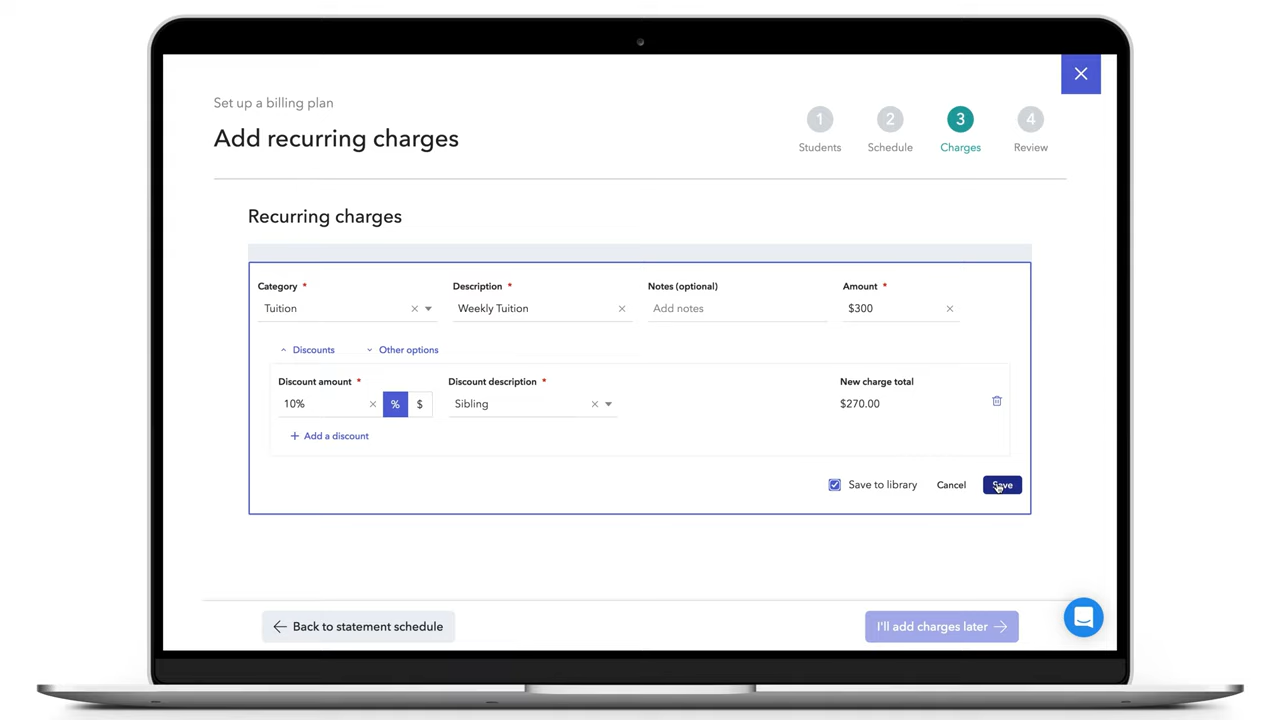 Set up a billing plan
Add recurring charges
1 2 3 4
Students Schedule Charges Review
Recurring charges
Category * Description * Notes (optional) Amount *
Tuition Weekly Tuition Add notes $300
Discounts Other options
Discount amount * Discount description * New charge total
10% % $ Sibling $270.00
+ Add a discount
Save to library Cancel Save
Back to statement schedule I'll add charges later